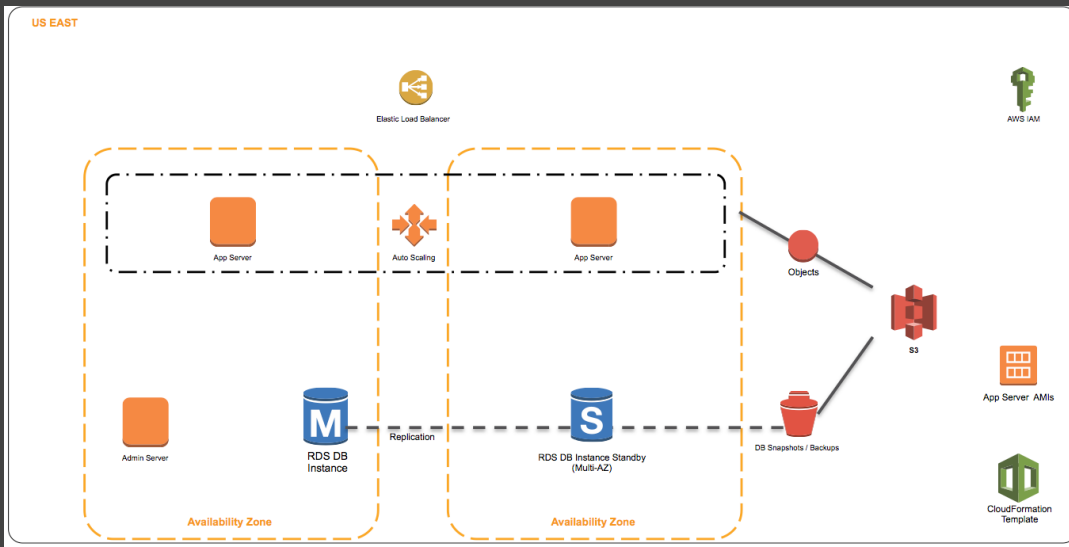 US EAST
Elastic Load Balancer
AWS IAM
App Server
Auto Scaling
App Server
Objects
S3
App Server AMIs
M
S
Replication
Admin Server
RDS DB
Instance
RDS DB Instance Standby
(Multi-AZ)
DB Snapshots / Backups
CloudFormation
Template
Availability Zone
Availability Zone